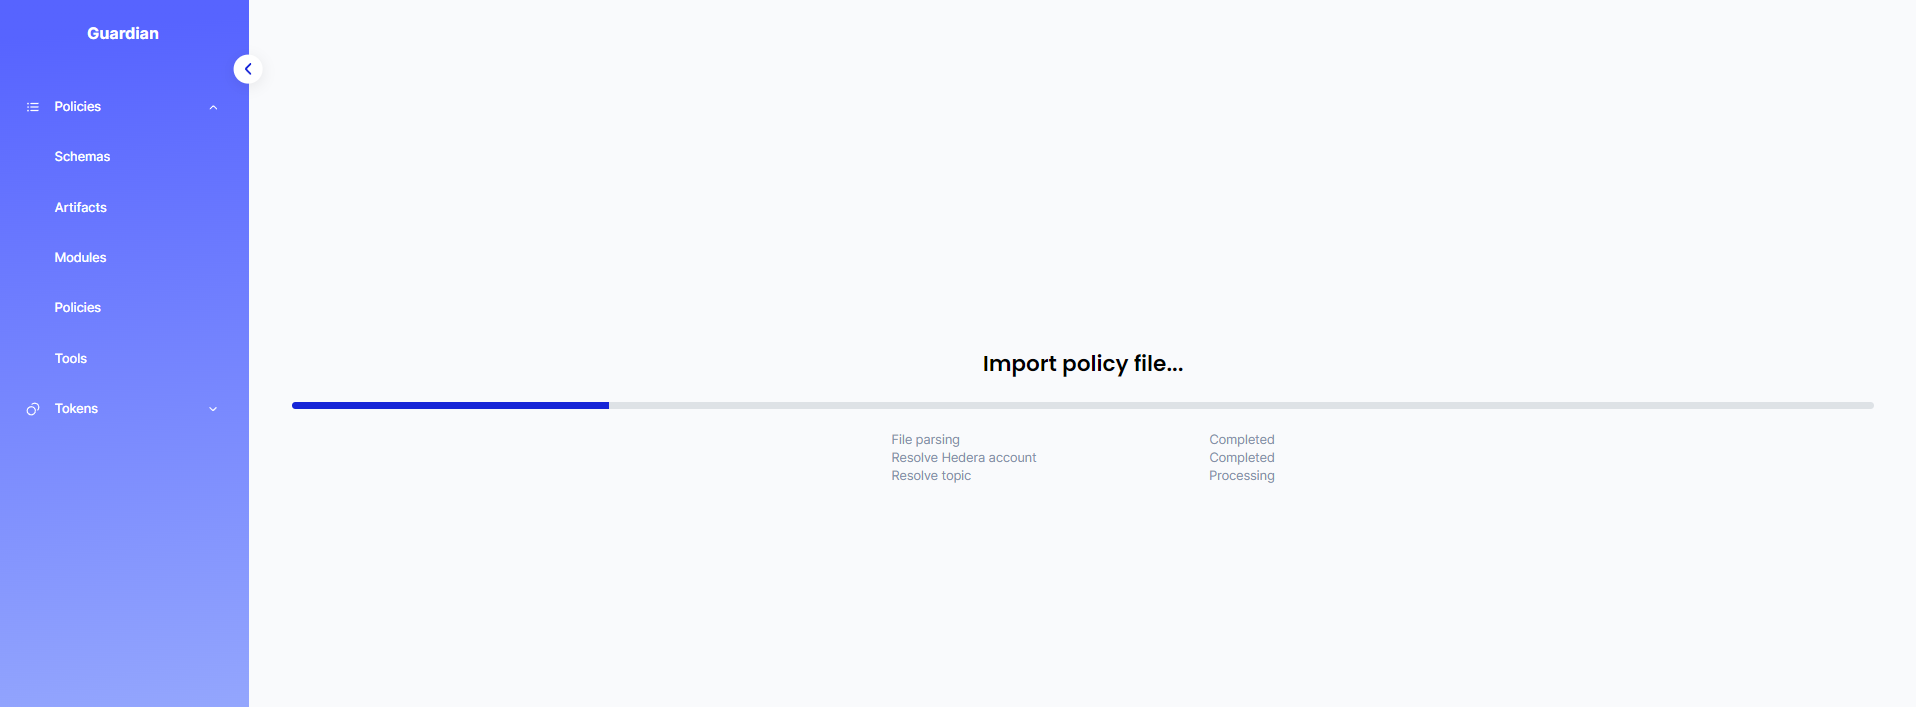 Guardian
Policies
Schemas
Artifacts
Modules
Policies
Tools
Tokens
Import policy file...
File parsing Completed
Resolve Hedera account Completed
Resolve topic Processing